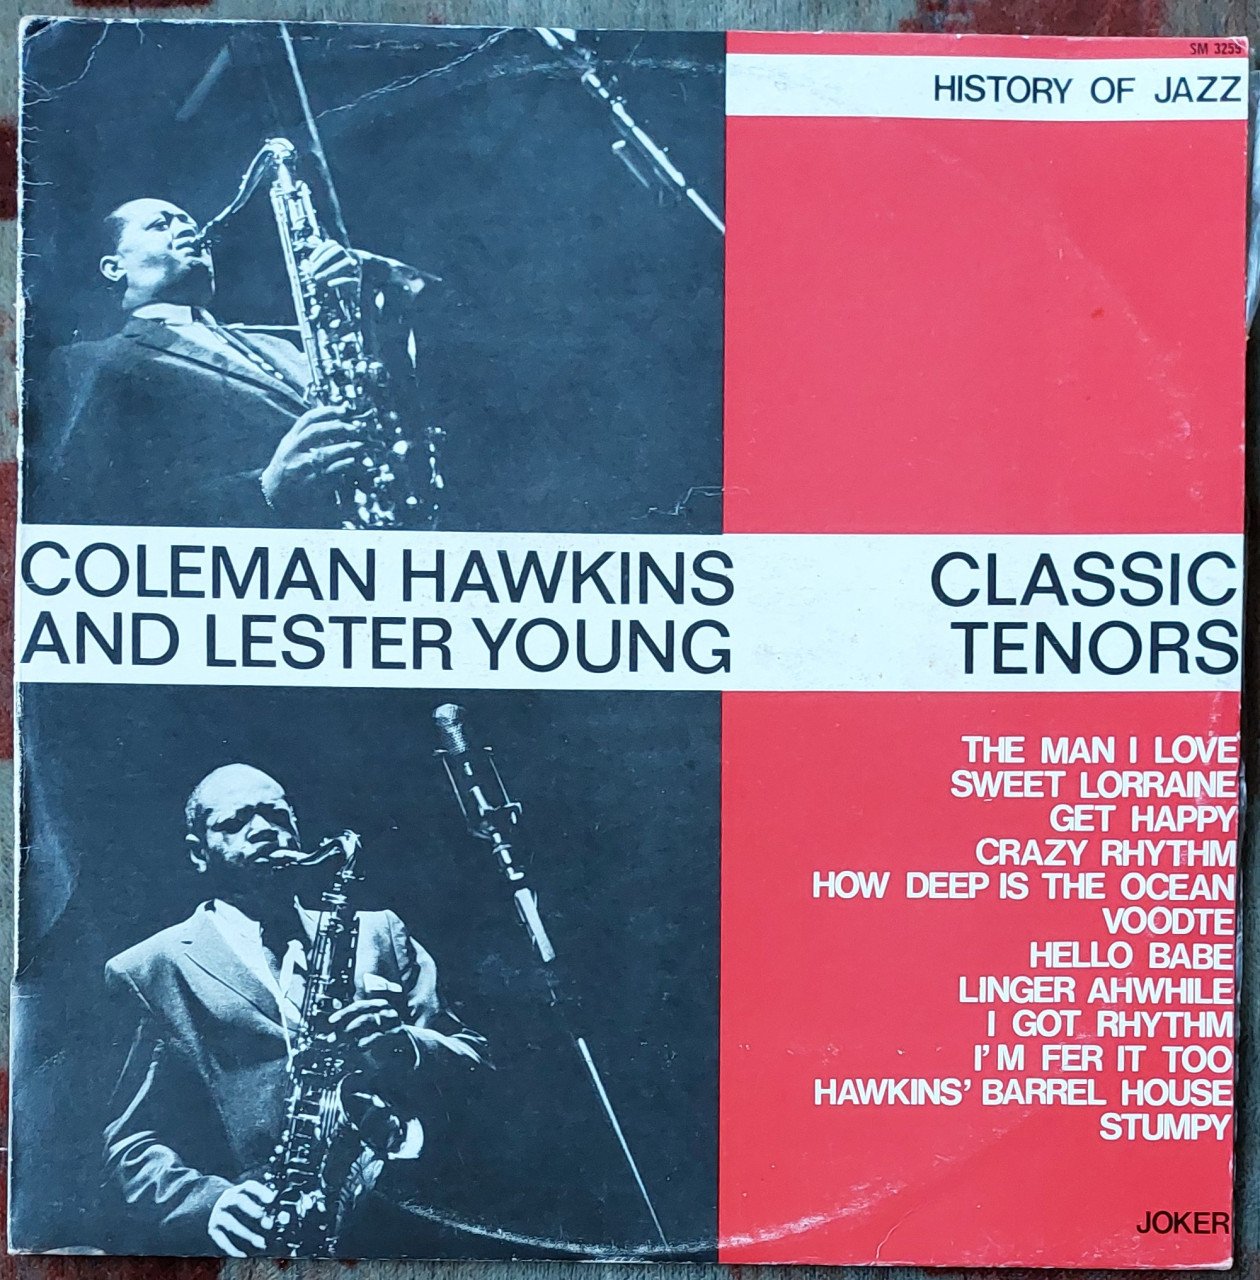 SM 3255
HISTORY OF JAZZ
COLEMAN HAWKINS
AND LESTER YOUNG
CLASSIC
TENORS
THE MAN I LOVE
SWEET LORRAINE
GET HAPPY
CRAZY RHYTHM
HOW DEEP IS THE OCEAN
VOODTE
HELLO BABE
LINGER AHWHILE
I GOT RHYTHM
I'M FER IT TOO
HAWKINS' BARREL HOUSE
STUMPY
JOKER